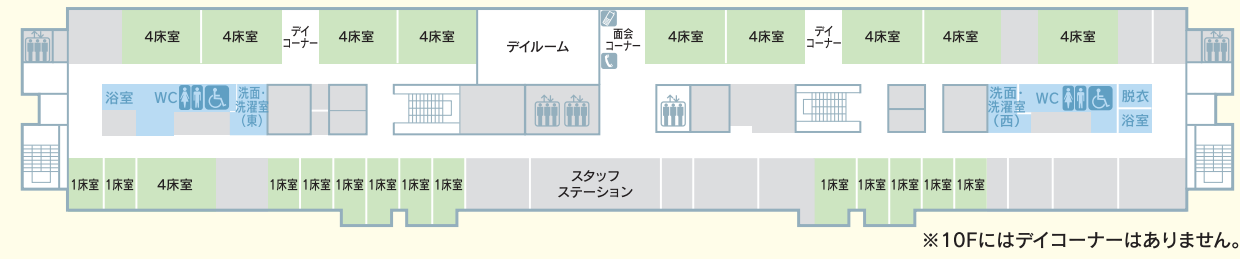 4床室
4床室
デイ
コーナー
4床室
4床室
デイルーム
面会
コーナー
4床室
4床室
デイ
コーナー
4床室
4床室
4床室
浴室
WC
洗面・
洗濯室
(東)
洗面・
洗濯室
(西)
WC
脱衣
浴室
1床室
1床室
4床室
1床室
1床室
1床室
1床室
1床室
1床室
スタッフ
ステーション
1床室
1床室
1床室
1床室
1床室
※10Fにはデイコーナーはありません。